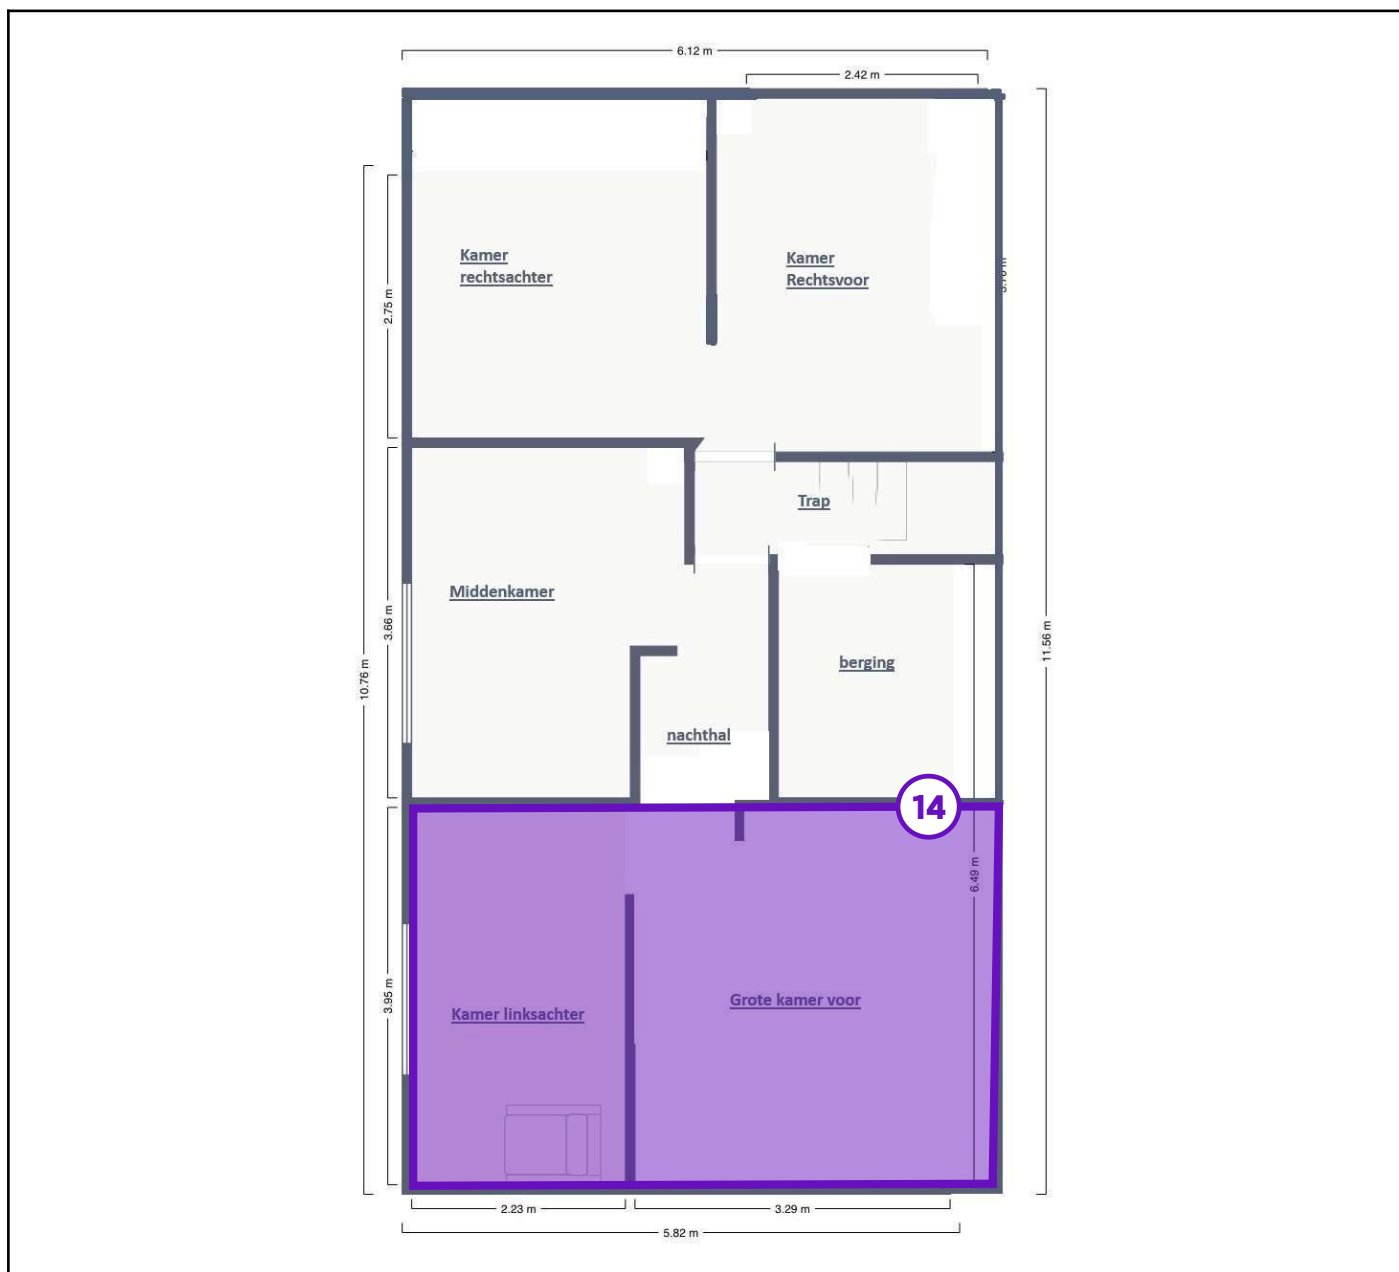 6.12 m
2.42 m
Kamer
rechtsachter
Kamer
Rechtsvoor
2.75 m
Trap
Middenkamer
3.66 m
berging
11.56 m
10.76 m
nachthal
14
6.49 m
3.95 m
Kamer linksachter
Grote kamer voor
2.23 m
3.29 m
5.82 m